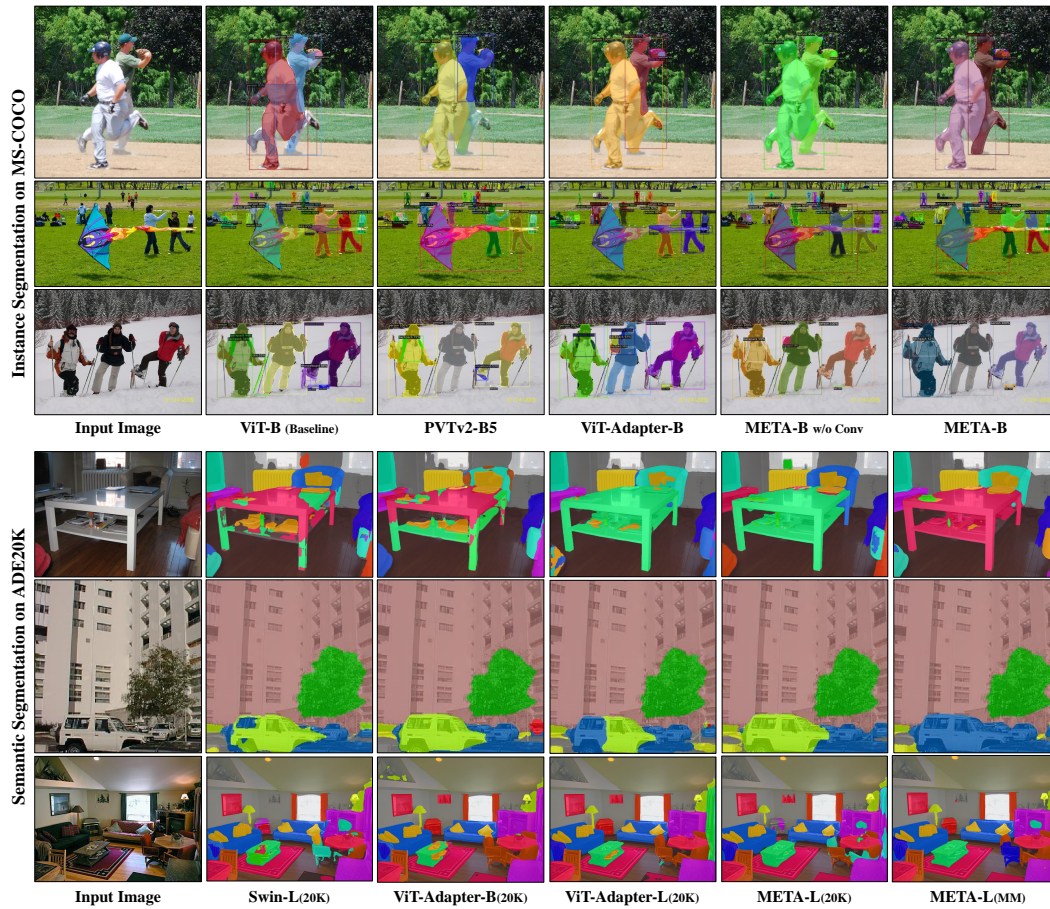 Instance Segmentation on MS-COCO
Input Image
ViT-B (Baseline)
PVTv2-B5
ViT-Adapter-B
META-B w/o Conv
META-B
Semantic Segmentation on ADE20K
Input Image
Swin-L(20K)
ViT-Adapter-B(20K)
ViT-Adapter-L(20K)
META-L(20K)
META-L(MM)